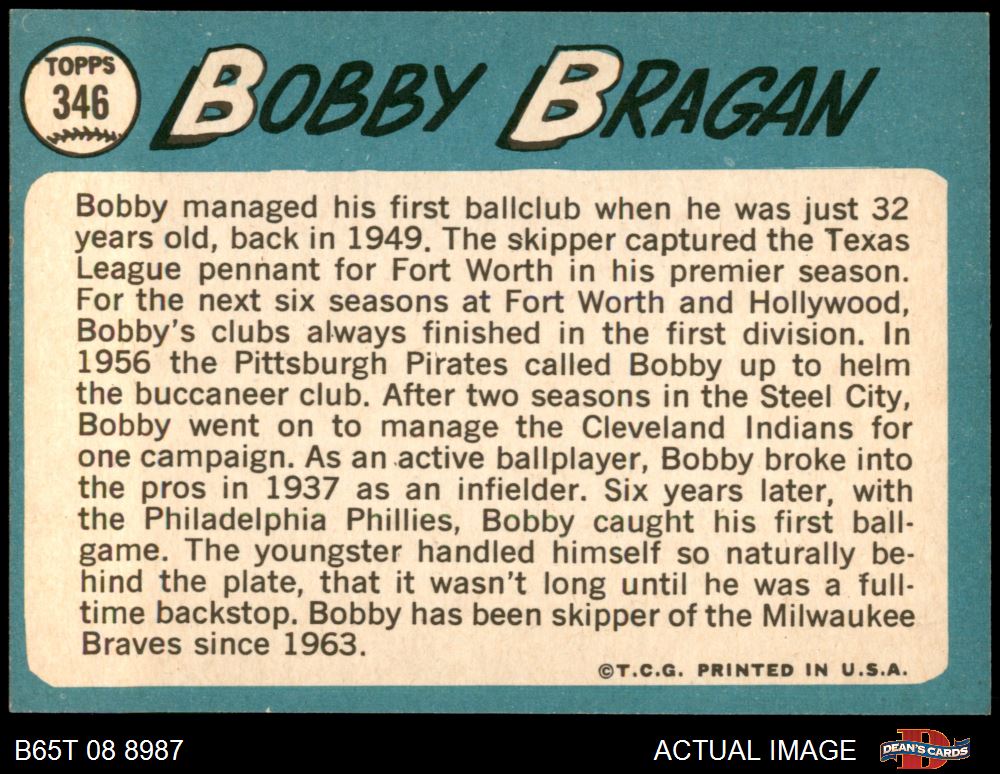 TOPPS
346
BOBBY BRAGAN
Bobby managed his first ballclub when he was just 32
years old, back in 1949. The skipper captured the Texas
League pennant for Fort Worth in his premier season.
For the next six seasons at Fort Worth and Hollywood,
Bobby's clubs always finished in the first division. In
1956 the Pittsburgh Pirates called Bobby up to helm
the buccaneer club. After two seasons in the Steel City,
Bobby went on to manage the Cleveland Indians for
one campaign. As an active ballplayer, Bobby broke into
the pros in 1937 as an infielder. Six years later, with
the Philadelphia Phillies, Bobby caught his first ball-
game. The youngster handled himself so naturally be-
hind the plate, that it wasn't long until he was a full-
time backstop. Bobby has been skipper of the Milwaukee
Braves since 1963.
©T.C.G. PRINTED IN U.S.A.
B65T 08 8987 ACTUAL IMAGE DEAN'S CARDS